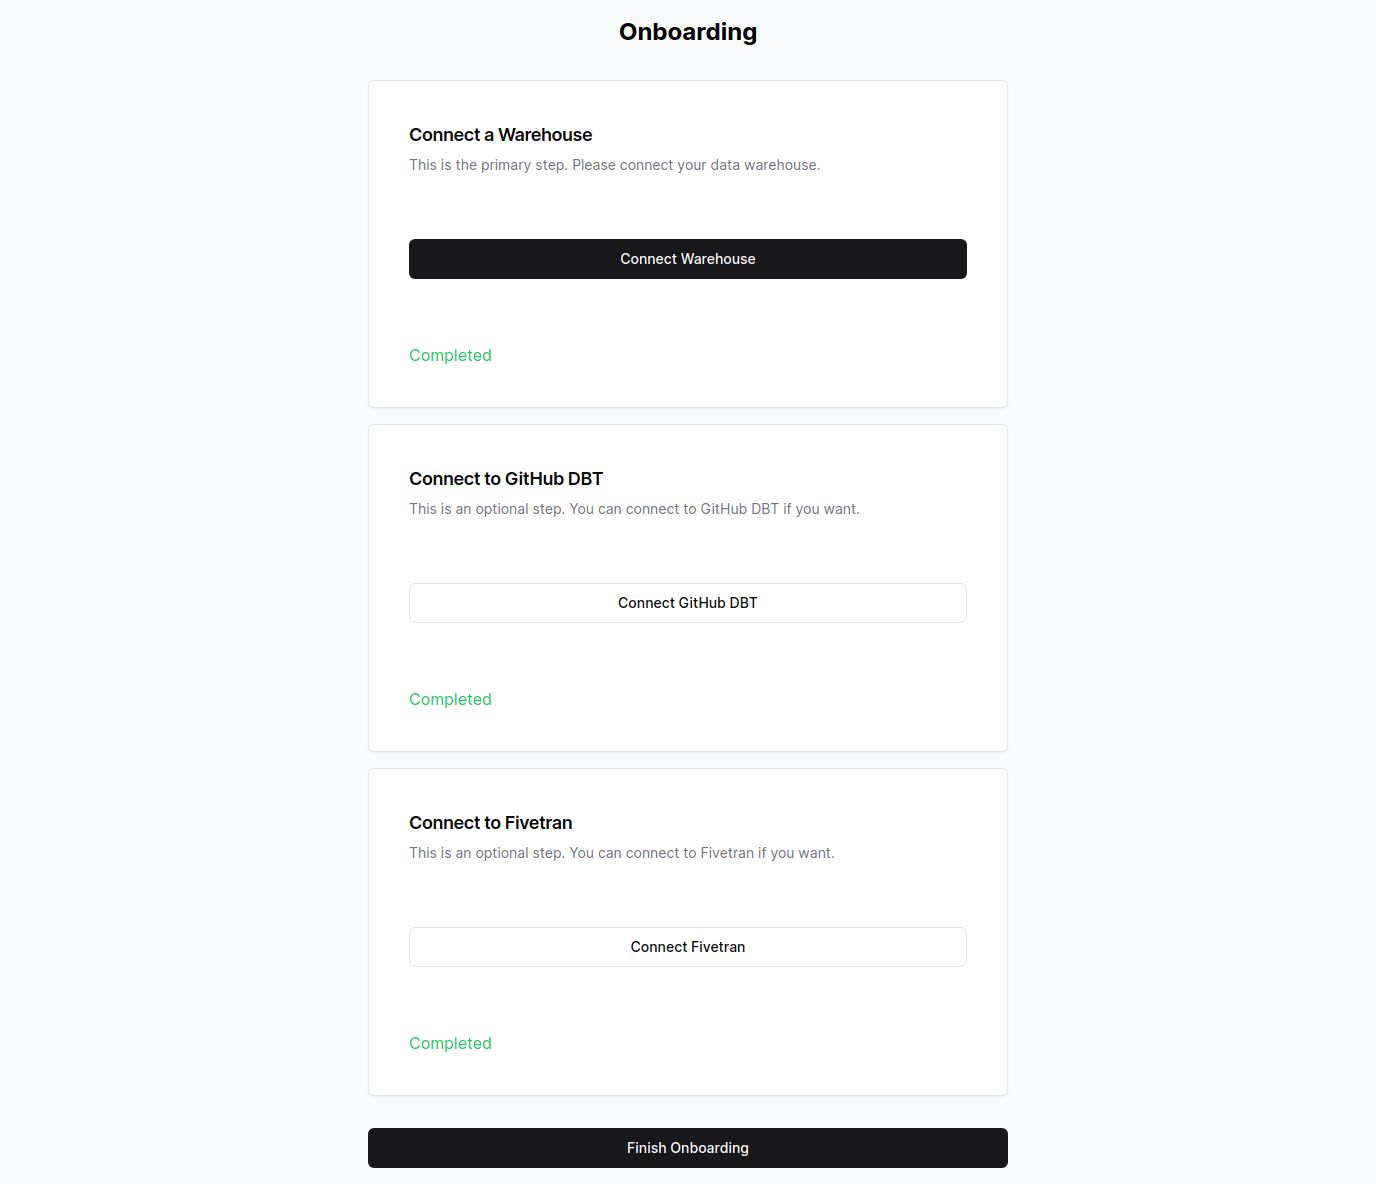 Onboarding
Connect a Warehouse
This is the primary step. Please connect your data warehouse.
Connect Warehouse
Completed
Connect to GitHub DBT
This is an optional step. You can connect to GitHub DBT if you want.
Connect GitHub DBT
Completed
Connect to Fivetran
This is an optional step. You can connect to Fivetran if you want.
Connect Fivetran
Completed
Finish Onboarding